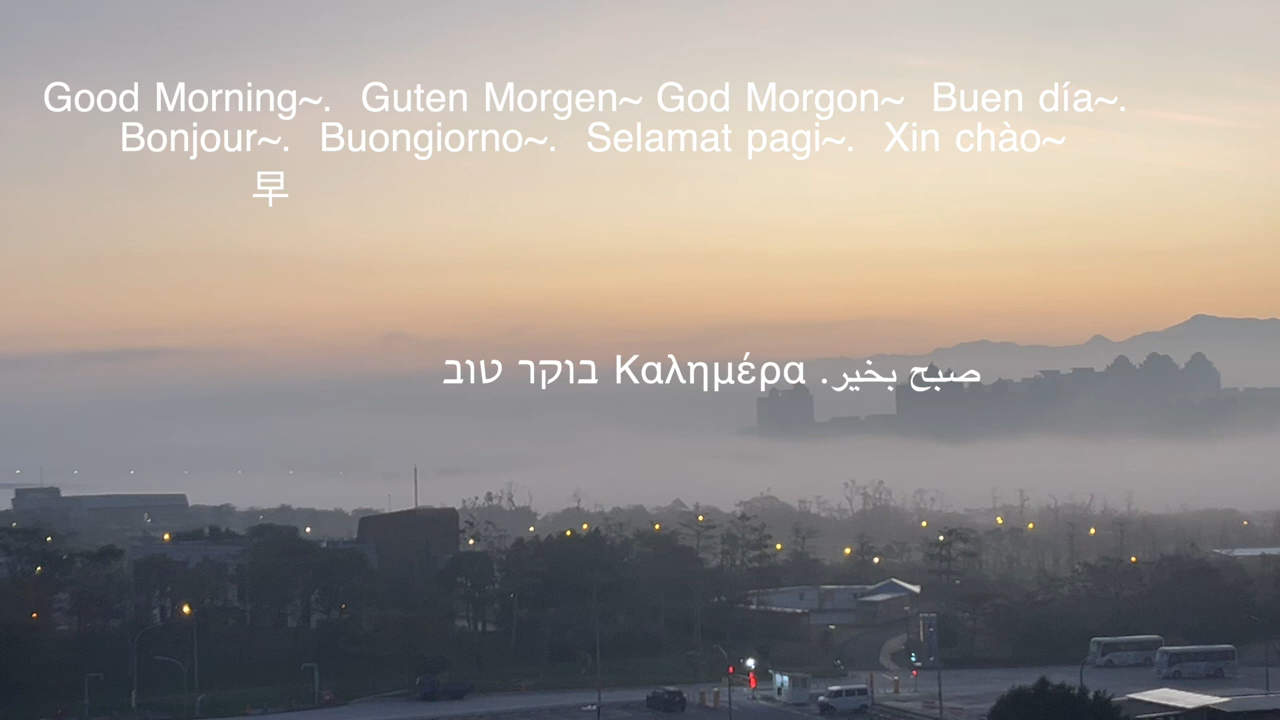 Good Morning~.  Guten Morgen~ God Morgon~  Buen día~.
Bonjour~.  Buongiorno~.  Selamat pagi~.  Xin chào~
早
בוקר טוב Καλημέρα .صبح بخیر